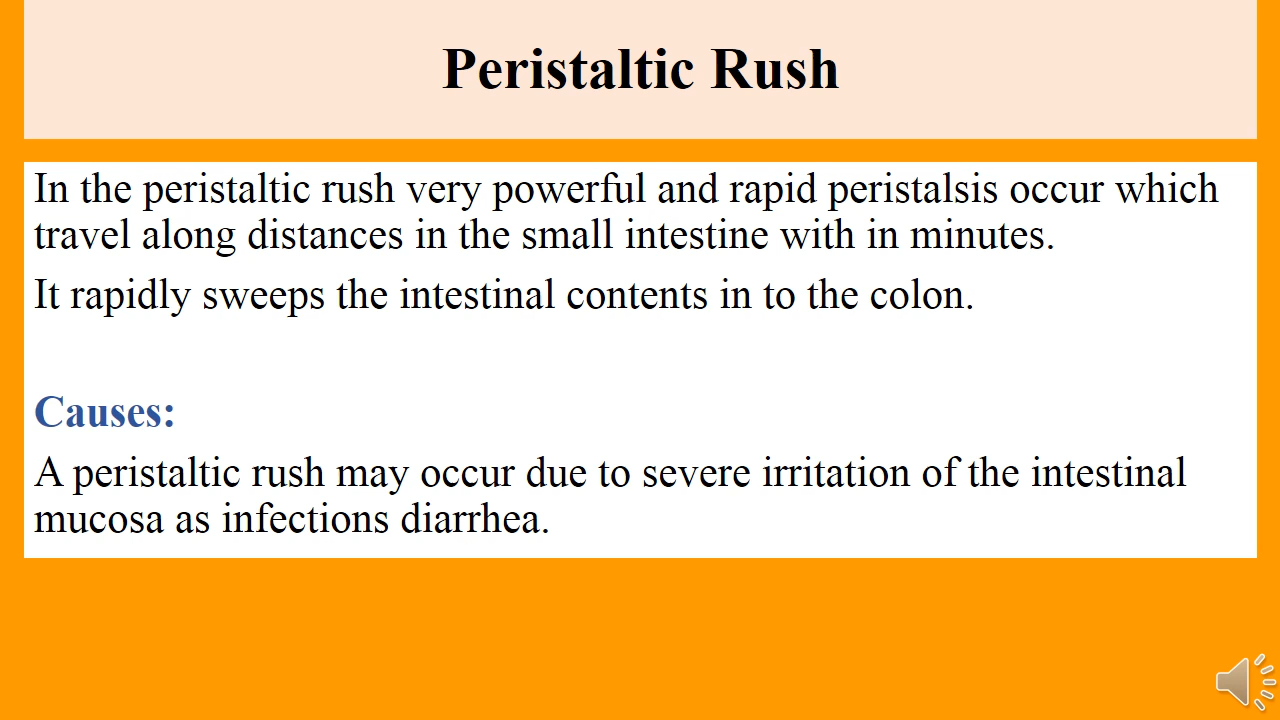 Peristaltic Rush
In the peristaltic rush very powerful and rapid peristalsis occur which
travel along distances in the small intestine with in minutes.
It rapidly sweeps the intestinal contents in to the colon.
Causes:
A peristaltic rush may occur due to severe irritation of the intestinal
mucosa as infections diarrhea.